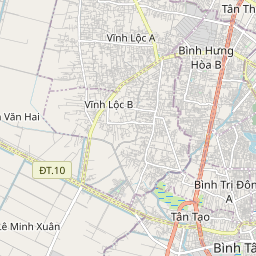 Tân Th
Vĩnh Lộc A
Bình Hưng
Hòa B
Vĩnh Lộc B
Văn Hai
ĐT.10
Bình Trị Đôn
A
Tân Tạo
Lê Minh Xuân
Bình Tâ